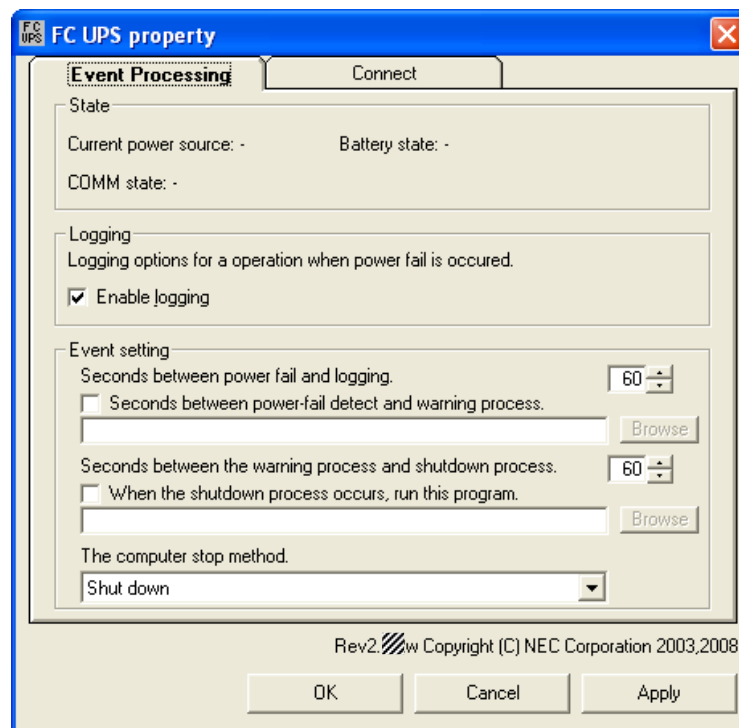 FC
UPS
FC UPS property
Event Processing
Connect
State
Current power source: -
Battery state: -
COMM state: -
Logging
Logging options for a operation when power fail is occured.
Enable logging
Event setting
Seconds between power fail and logging.
60
Seconds between power-fail detect and warning process.
Browse
Seconds between the warning process and shutdown process.
60
When the shutdown process occurs, run this program.
Browse
The computer stop method.
Shut down
Rev2. w Copyright (C) NEC Corporation 2003,2008
OK
Cancel
Apply